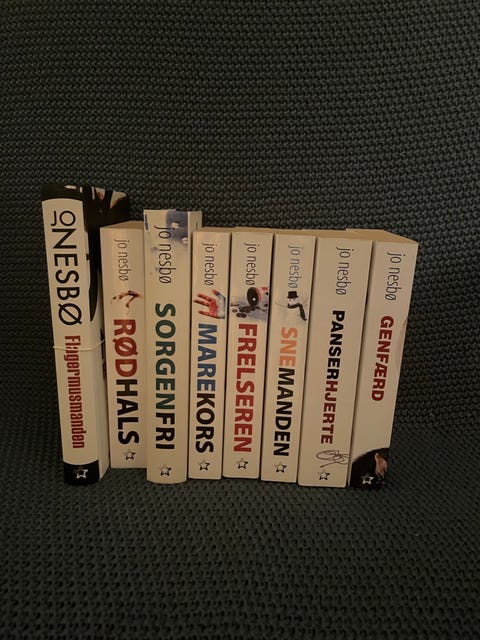 JO NESBØ
Flagermusmanden
jo nesbø
RØDHALS
jo nesbø
SORGENFRI
jo nesbø
MAREKORS
jo nesbø
FRELSEREN
jo nesbø
SNEMANDEN
jo nesbø
PANSERHJERTE
jo nesbø
GENFÆRD